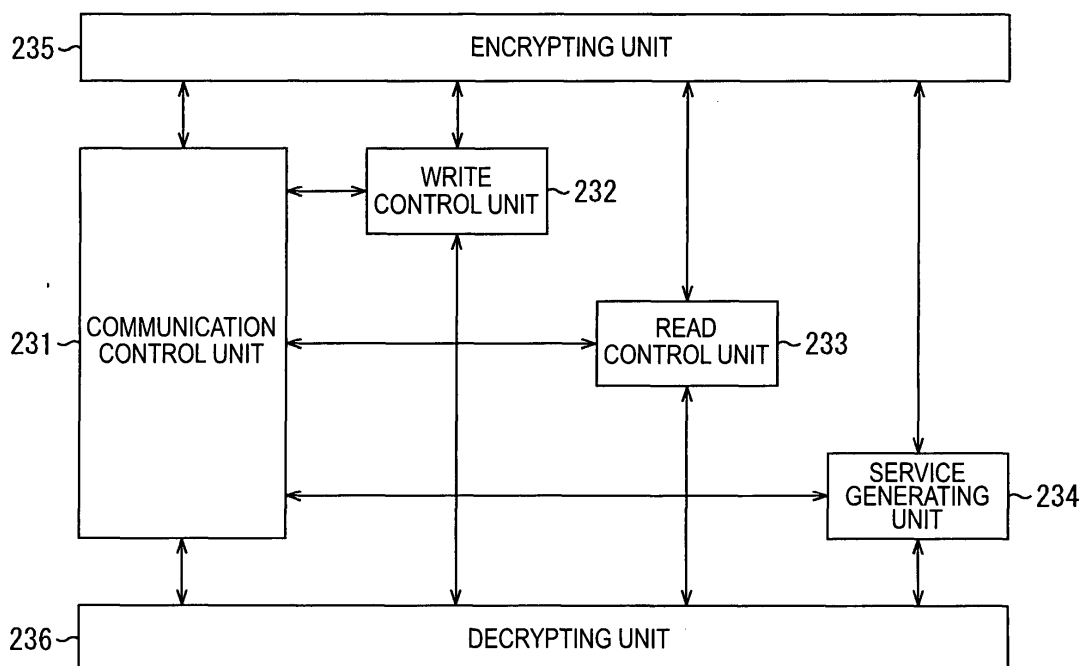 235
ENCRYPTING UNIT
WRITE
CONTROL UNIT
232
231
COMMUNICATION
CONTROL UNIT
READ
CONTROL UNIT
233
SERVICE
GENERATING
UNIT
234
236
DECRYPTING UNIT